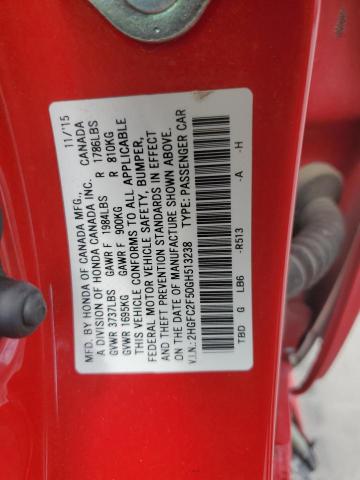 MFD. BY HONDA OF CANADA MFG., 11/'15
A DIVISION OF HONDA CANADA INC. CANADA
GVWR 3737LBS GAWR F 1984LBS R 1786LBS
GVWR 1695KG GAWR F 900KG R 810KG
THIS VEHICLE CONFORMS TO ALL APPLICABLE
FEDERAL MOTOR VEHICLE SAFETY, BUMPER,
AND THEFT PREVENTION STANDARDS IN EFFECT
ON THE DATE OF MANUFACTURE SHOWN ABOVE.
V.I.N.: 2HGFC2F50GH513238 TYPE: PASSENGER CAR
TBD G LB6 -R513 -A -H